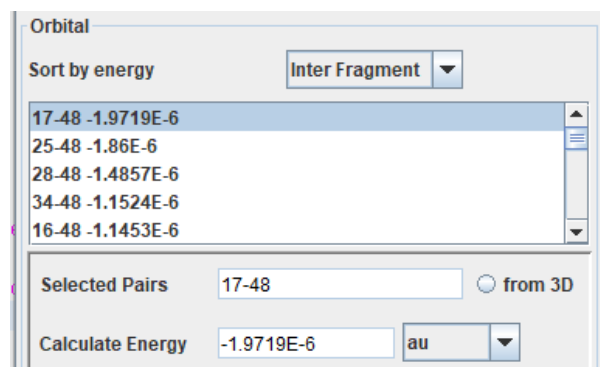 Orbital
Sort by energy Inter Fragment
17-48 -1.9719E-6
25-48 -1.86E-6
28-48 -1.4857E-6
34-48 -1.1524E-6
16-48 -1.1453E-6
Selected Pairs 17-48 from 3D
Calculate Energy -1.9719E-6 au